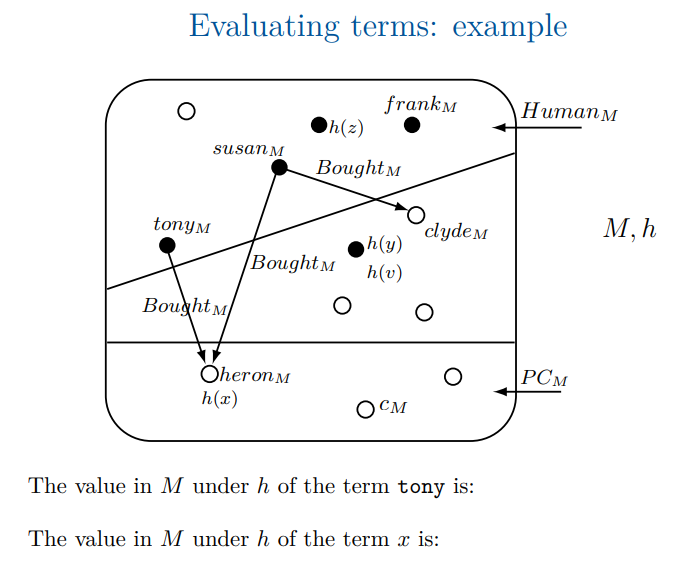 Evaluating terms: example
frank_M
Human_M
h(z)
susan_M
Bought_M
tony_M
clyde_M
M, h
h(y)
Bought_M
h(v)
Bought_M
heron_M
PC_M
h(x)
c_M
The value in M under h of the term tony is:
The value in M under h of the term x is: